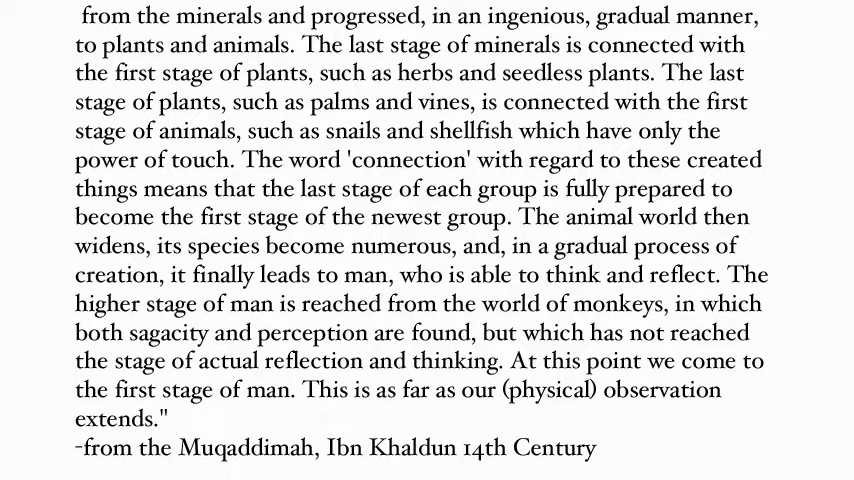 from the minerals and progressed, in an ingenious, gradual manner,
to plants and animals. The last stage of minerals is connected with
the first stage of plants, such as herbs and seedless plants. The last
stage of plants, such as palms and vines, is connected with the first
stage of animals, such as snails and shellfish which have only the
power of touch. The word 'connection' with regard to these created
things means that the last stage of each group is fully prepared to
become the first stage of the newest group. The animal world then
widens, its species become numerous, and, in a gradual process of
creation, it finally leads to man, who is able to think and reflect. The
higher stage of man is reached from the world of monkeys, in which
both sagacity and perception are found, but which has not reached
the stage of actual reflection and thinking. At this point we come to
the first stage of man. This is as far as our (physical) observation
extends."
-from the Muqaddimah, Ibn Khaldun 14th Century